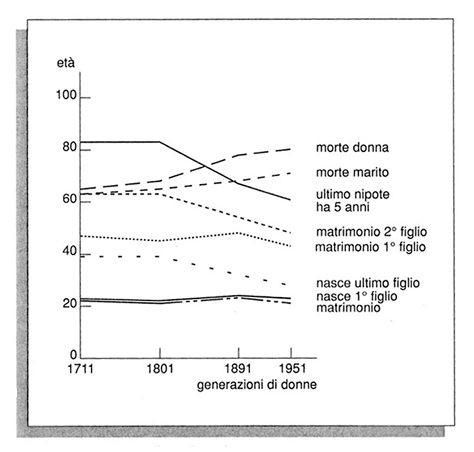 età
100
80
60
40
20
0
morte donna
morte marito
ultimo nipote
ha 5 anni
matrimonio 2° figlio
matrimonio 1° figlio
nasce ultimo figlio
nasce 1° figlio
matrimonio
1711 1801 1891 1951
generazioni di donne